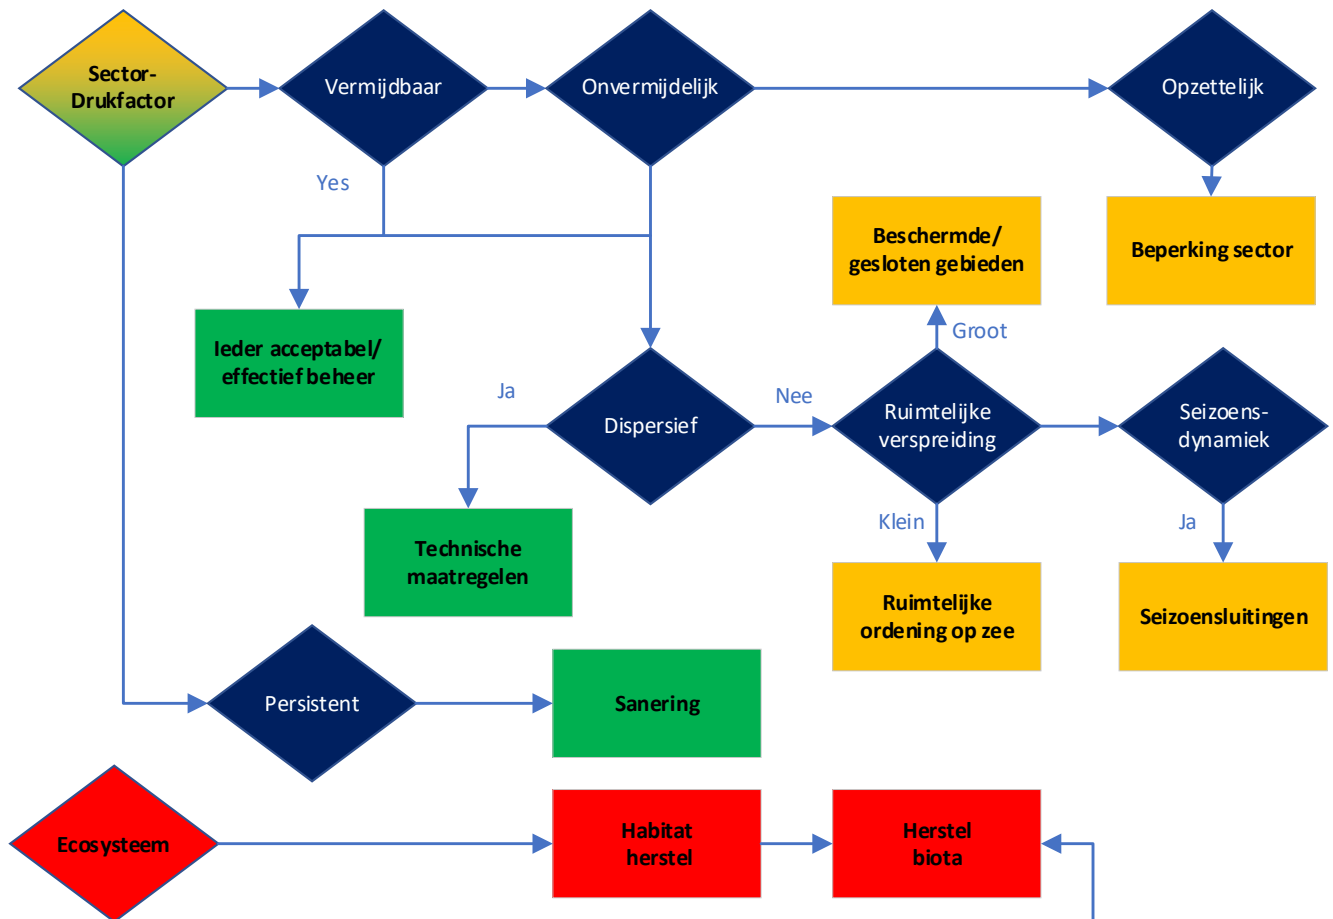 Sector-
Drukfactor
Vermijdbaar
Onvermijdelijk
Opzettelijk
Yes
Beschermde/
gesloten gebieden
Beperking sector
Ieder acceptabel/
effectief beheer
Groot
Ja
Dispersief
Nee
Ruimtelijke
verspreiding
Seizoens-
dynamiek
Klein
Ja
Technische
maatregelen
Ruimtelijke
ordening op zee
Seizoensluitingen
Persistent
Sanering
Ecosysteem
Habitat
herstel
Herstel
biota